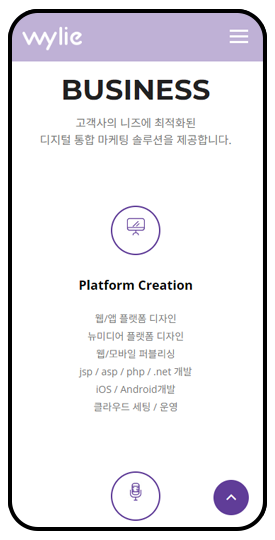 wylie
BUSINESS
고객사의 니즈에 최적화된
디지털 통합 마케팅 솔루션을 제공합니다.
Platform Creation
웹/앱 플랫폼 디자인
뉴미디어 플랫폼 디자인
웹/모바일 퍼블리싱
jsp / asp / php / .net 개발
iOS / Android개발
클라우드 세팅 / 운영